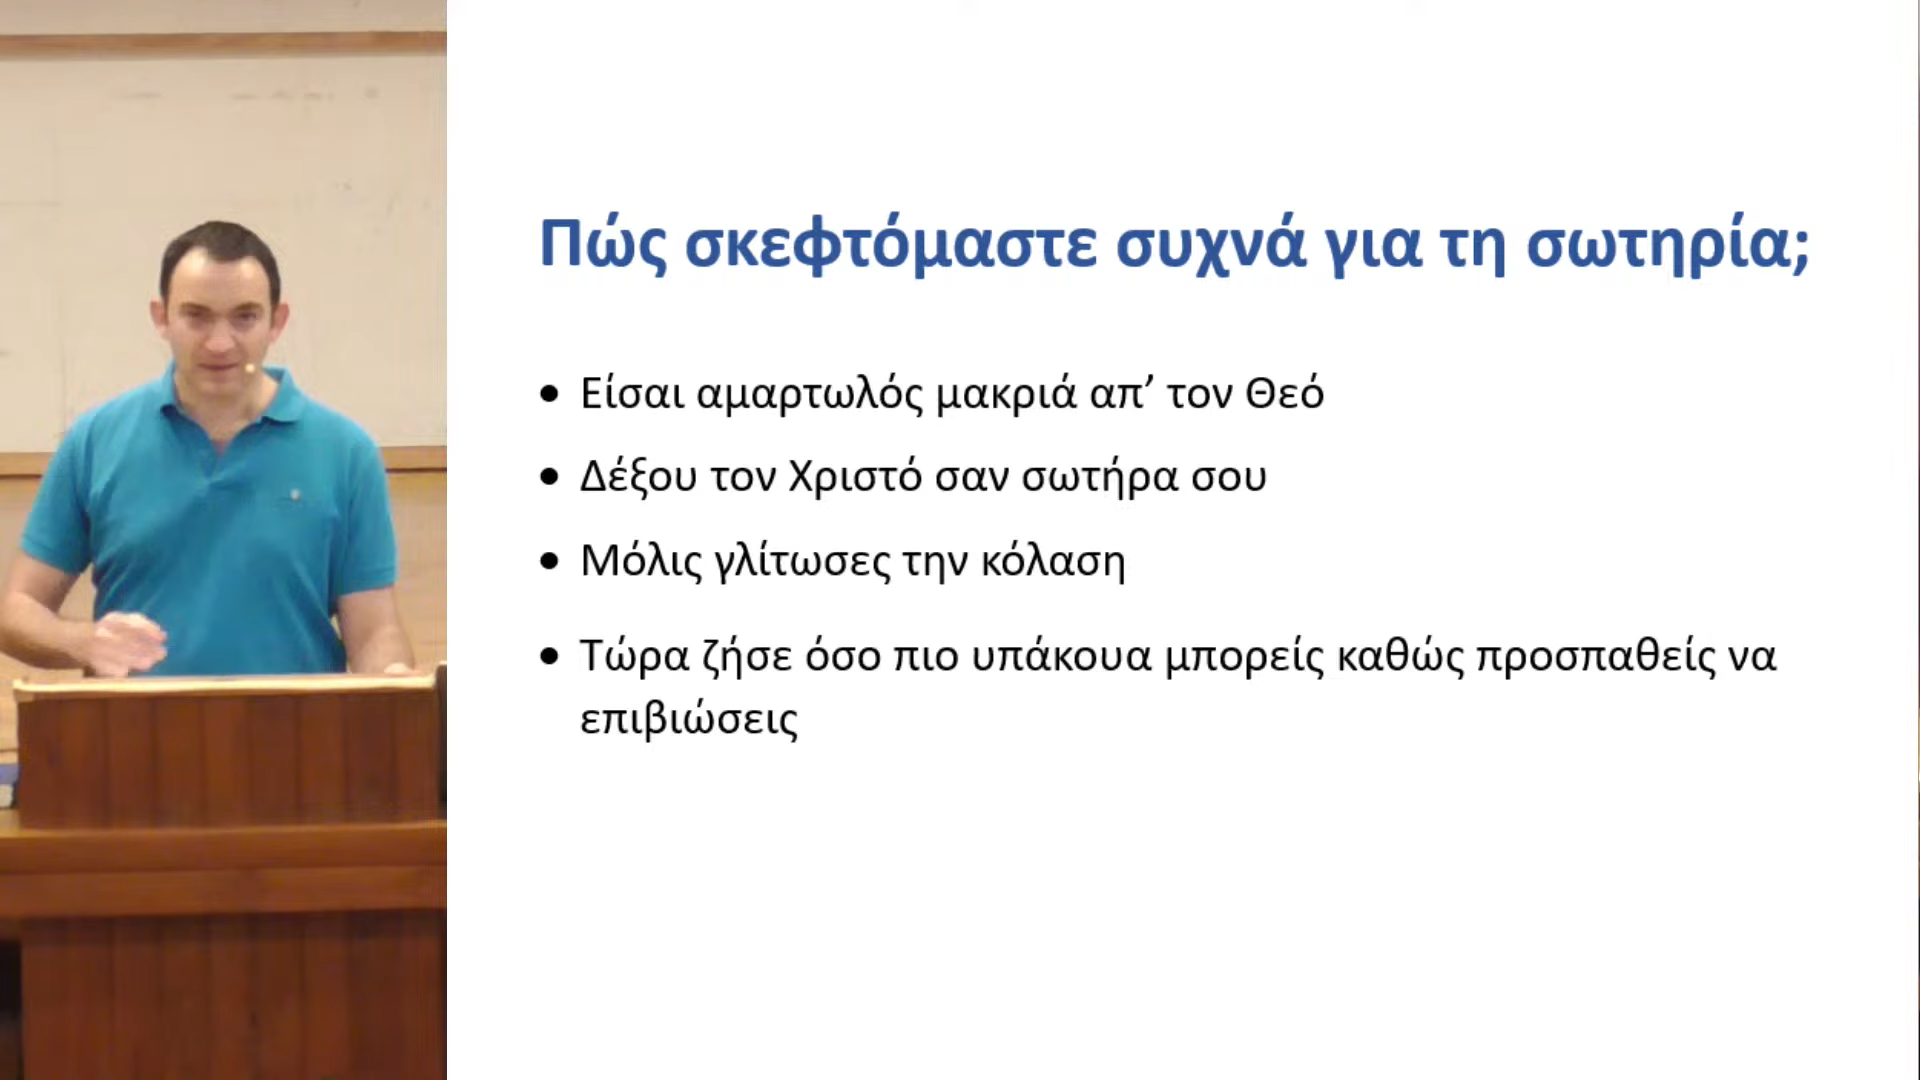 Πώς σκεφτόμαστε συχνά για τη σωτηρία;
• Είσαι αμαρτωλός μακριά απ’ τον Θεό
• Δέξου τον Χριστό σαν σωτήρα σου
• Μόλις γλίτωσες την κόλαση
• Τώρα ζήσε όσο πιο υπάκουα μπορείς καθώς προσπαθείς να
επιβιώσεις